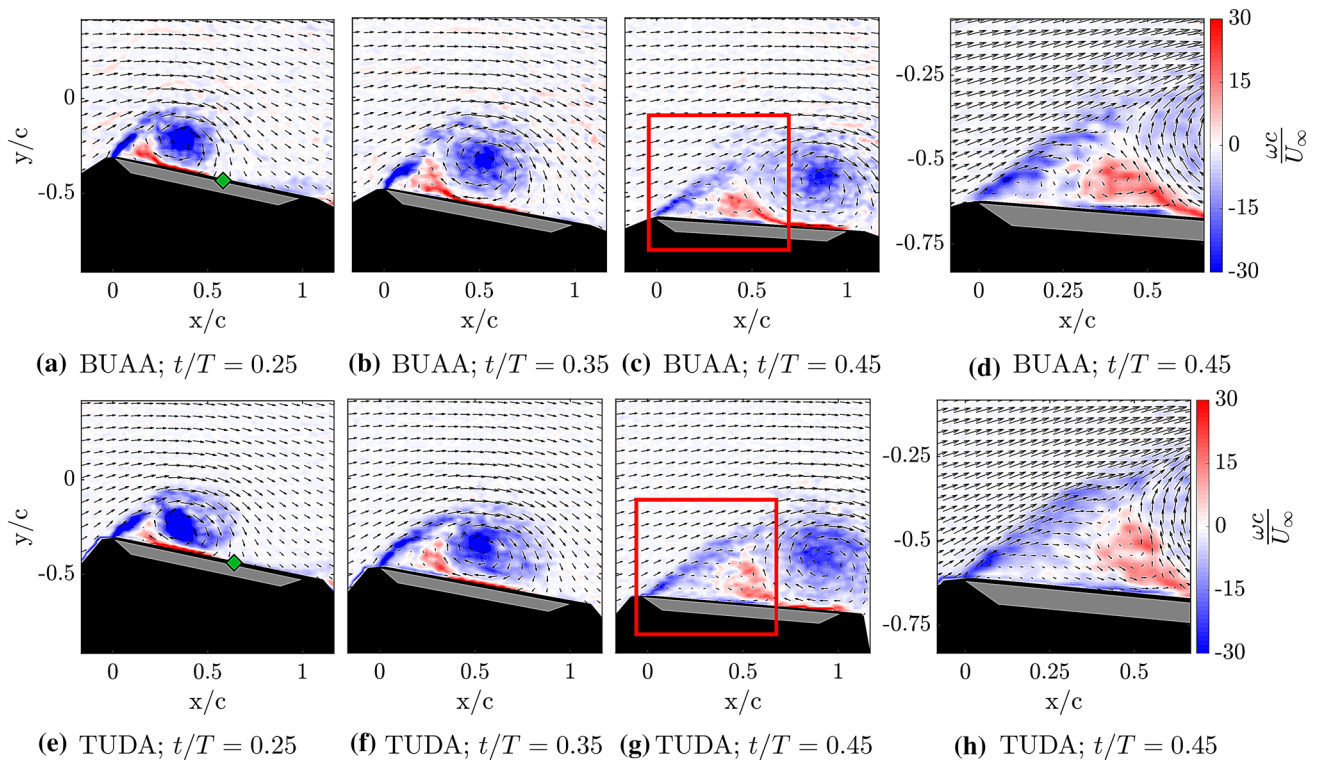 0
-0.5
y/c
0 0.5 1
x/c
0 0.5 1
x/c
0 0.5 1
x/c
-0.25
-0.5
-0.75
0 0.25 0.5
x/c
30
15
0
-15
-30
ωc
U∞
(a) BUAA; t/T = 0.25
(b) BUAA; t/T = 0.35
(c) BUAA; t/T = 0.45
(d) BUAA; t/T = 0.45
0
-0.5
y/c
0 0.5 1
x/c
0 0.5 1
x/c
0 0.5 1
x/c
-0.25
-0.5
-0.75
0 0.25 0.5
x/c
30
15
0
-15
-30
ωc
U∞
(e) TUDA; t/T = 0.25
(f) TUDA; t/T = 0.35
(g) TUDA; t/T = 0.45
(h) TUDA; t/T = 0.45